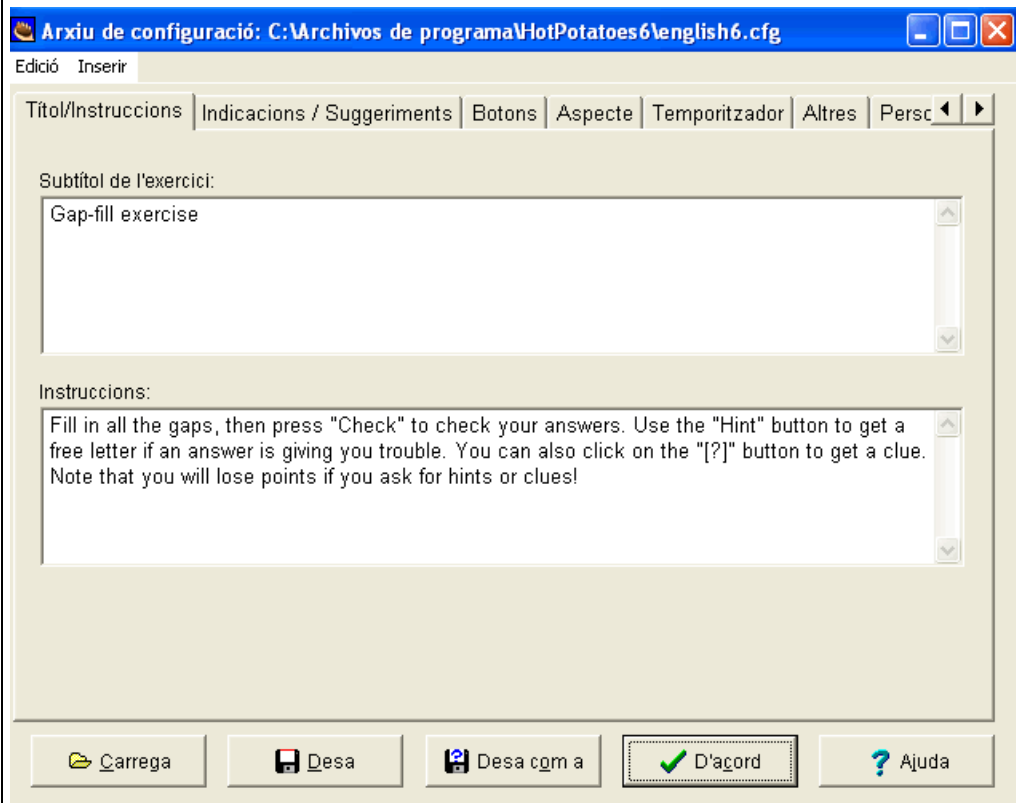 Arxiu de configuració: C:\Archivos de programa\HotPotatoes6\english6.cfg
Edició Inserir
Títol/Instruccions Indicacions / Suggeriments Botons Aspecte Temporitzador Altres Persc
Subtítol de l'exercici:
Gap-fill exercise
Instruccions:
Fill in all the gaps, then press "Check" to check your answers. Use the "Hint" button to get a
free letter if an answer is giving you trouble. You can also click on the "[?]" button to get a clue.
Note that you will lose points if you ask for hints or clues!
Carrega Desa Desa com a D'acord Ajuda